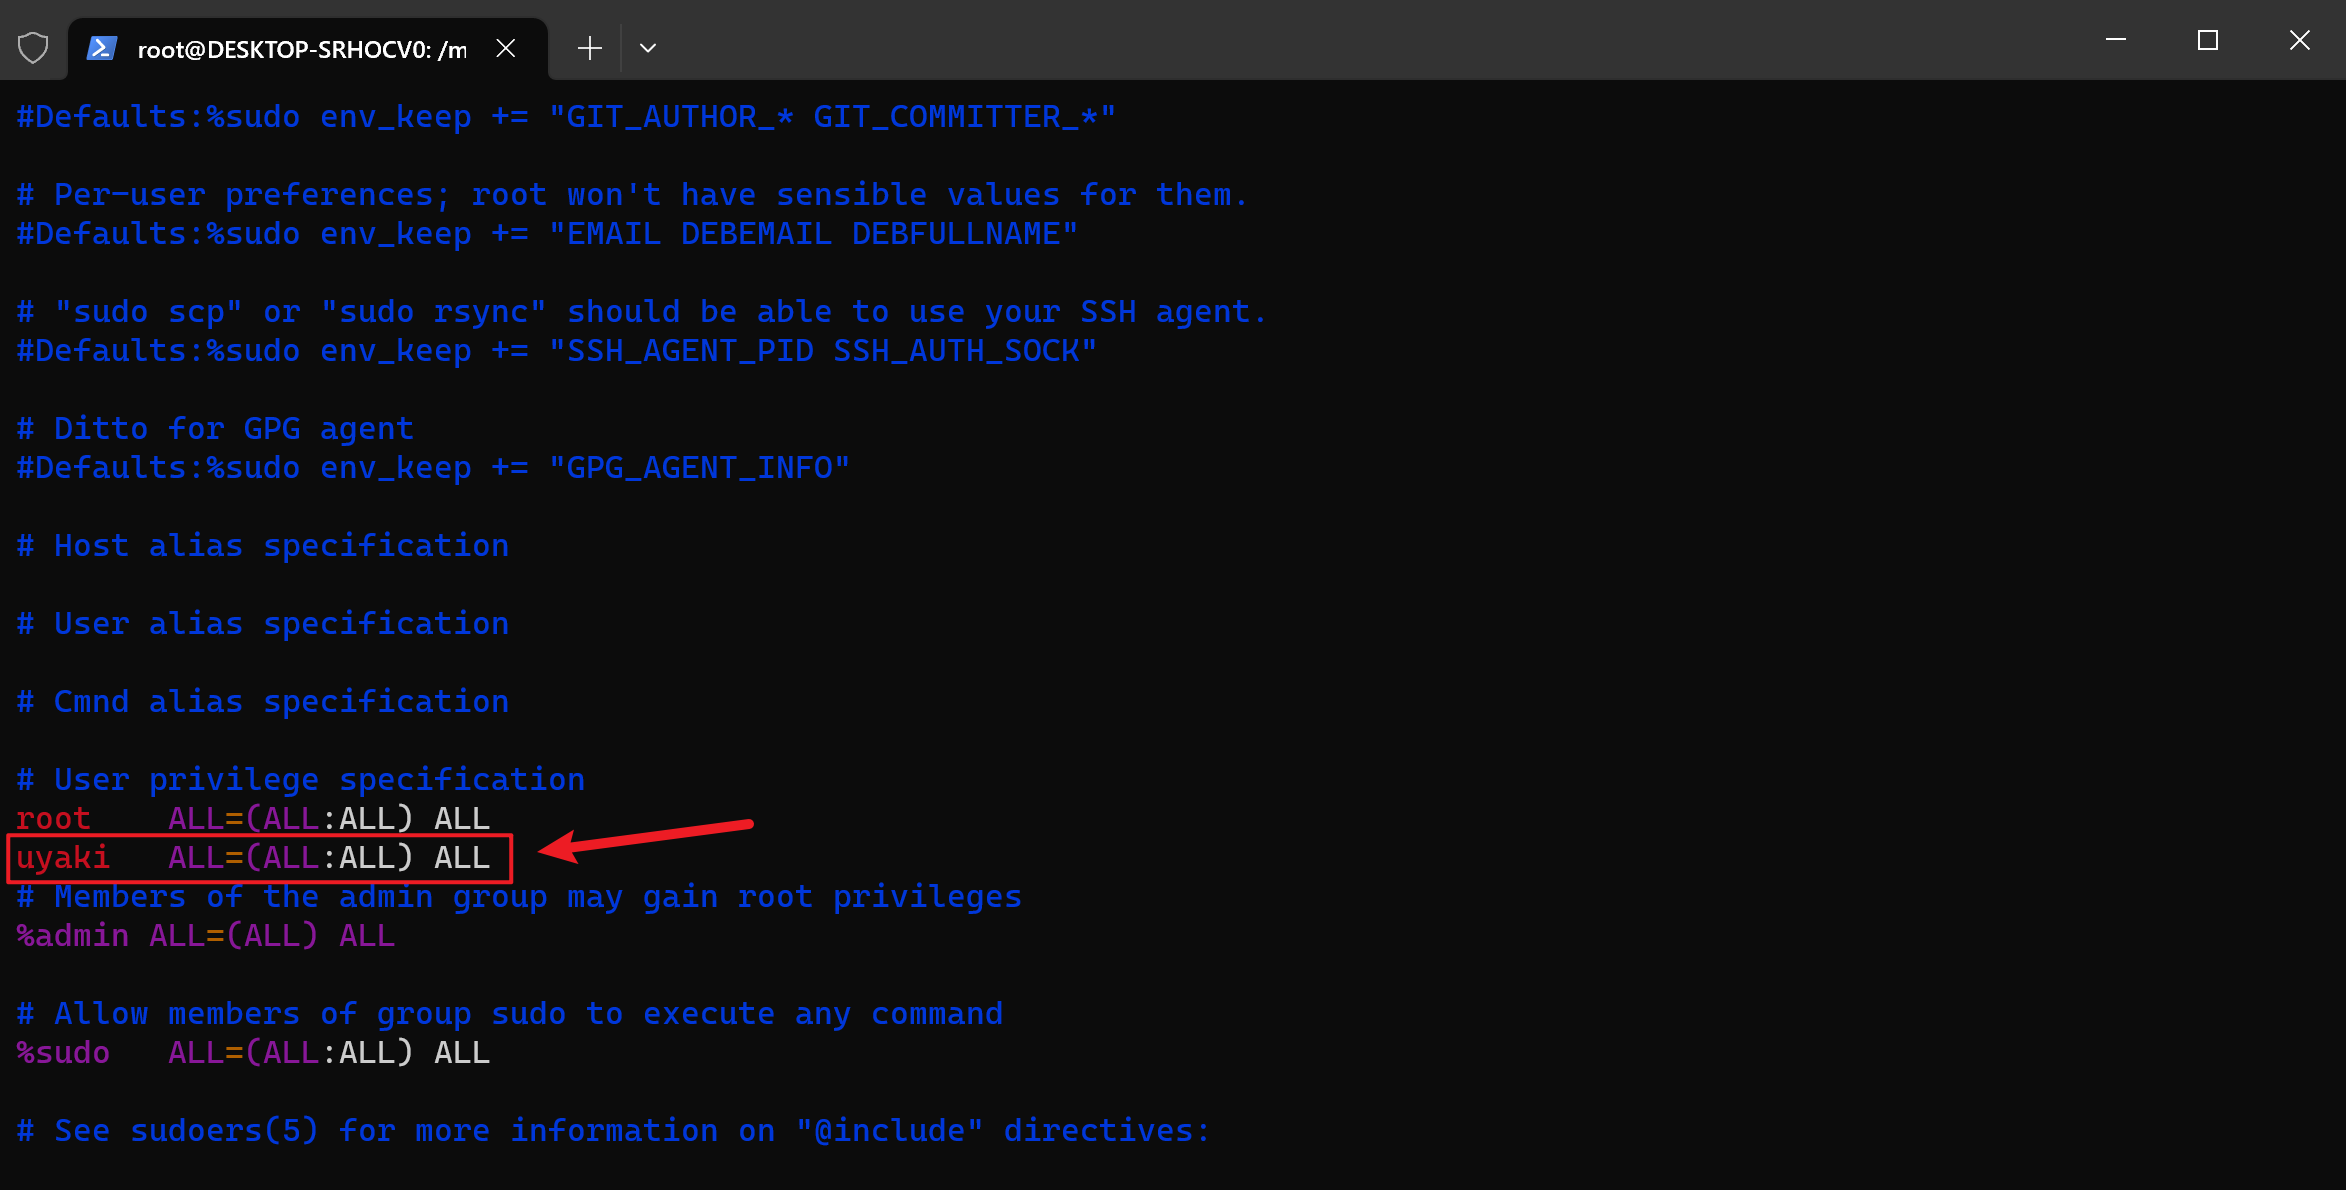 root@DESKTOP-SRHOCV0: /m
#Defaults:%sudo env_keep += "GIT_AUTHOR_* GIT_COMMITTER_*"
# Per-user preferences; root won't have sensible values for them.
#Defaults:%sudo env_keep += "EMAIL DEBEMAIL DEBFULLNAME"
# "sudo scp" or "sudo rsync" should be able to use your SSH agent.
#Defaults:%sudo env_keep += "SSH_AGENT_PID SSH_AUTH_SOCK"
# Ditto for GPG agent
#Defaults:%sudo env_keep += "GPG_AGENT_INFO"
# Host alias specification
# User alias specification
# Cmnd alias specification
# User privilege specification
root    ALL=(ALL:ALL) ALL
uyaki   ALL=(ALL:ALL) ALL
# Members of the admin group may gain root privileges
%admin ALL=(ALL) ALL
# Allow members of group sudo to execute any command
%sudo   ALL=(ALL:ALL) ALL
# See sudoers(5) for more information on "@include" directives: